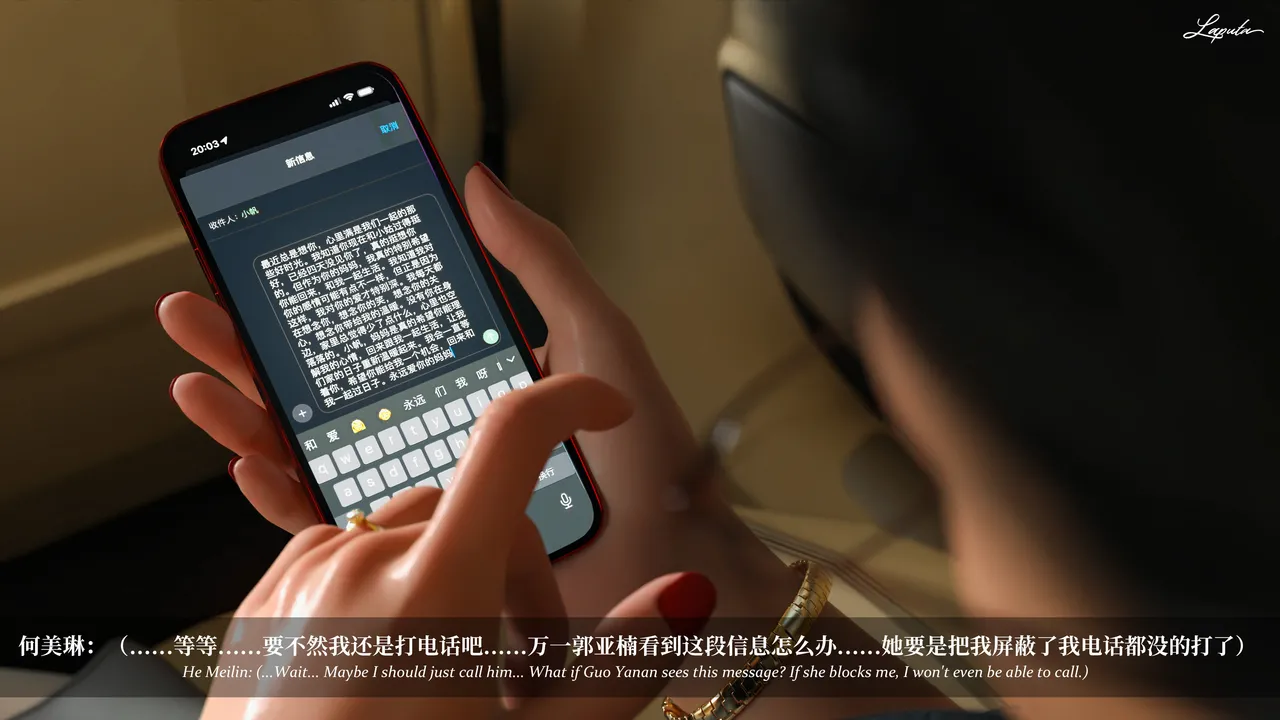 Laputa
20:03
取消
新信息
收件人：小帆
最近总是想你，心里满是我们一起的那
些好时光。我知道你现在和小姑过得挺
好，已经四天没见你了，真的挺想你
的。但作为你的妈妈，我真的特别希望
你能回来，和我一起生活。我知道我对
你的感情可能有点不一样，但正是因为
这样，我对你的爱才特别深。我每天都
在想念你，想念你的笑，想念你的关
心，想念你带给我的温暖。没有你在身
边，家里总觉得少了点什么，心里也空
落落的。小帆，妈妈是真的希望你能理
解我的心情，回来跟我一起生活，让我
们家的日子重新温暖起来。我会一直等
着你，希望你能给我一个机会，回来和
我一起过日子。永远爱你的妈妈
和 爱 永远 们 我 呀
q w e r t y u i o p
a s d f g h
换行
何美琳：（……等等……要不然我还是打电话吧……万一郭亚楠看到这段信息怎么办……她要是把我屏蔽了我电话都没的打了）
He Meilin: (...Wait... Maybe I should just call him... What if Guo Yanan sees this message? If she blocks me, I won't even be able to call.)